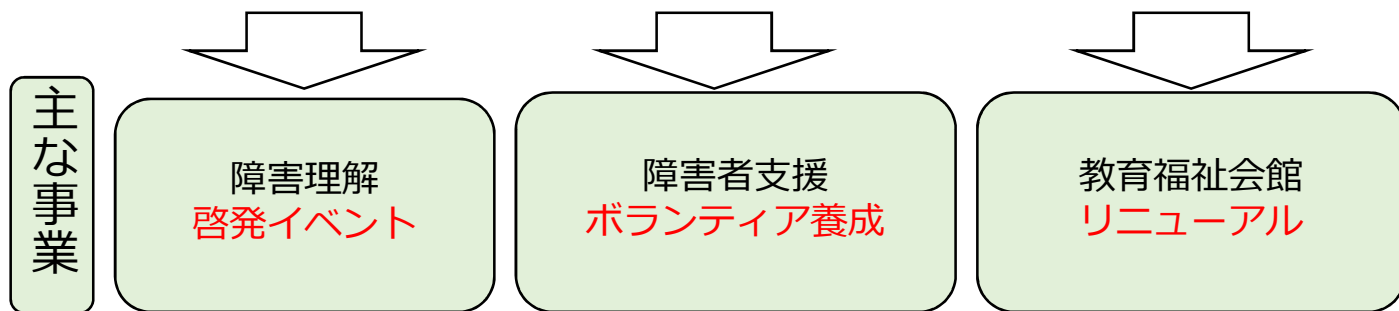 主な事業
障害理解
啓発イベント
障害者支援
ボランティア養成
教育福祉会館
リニューアル